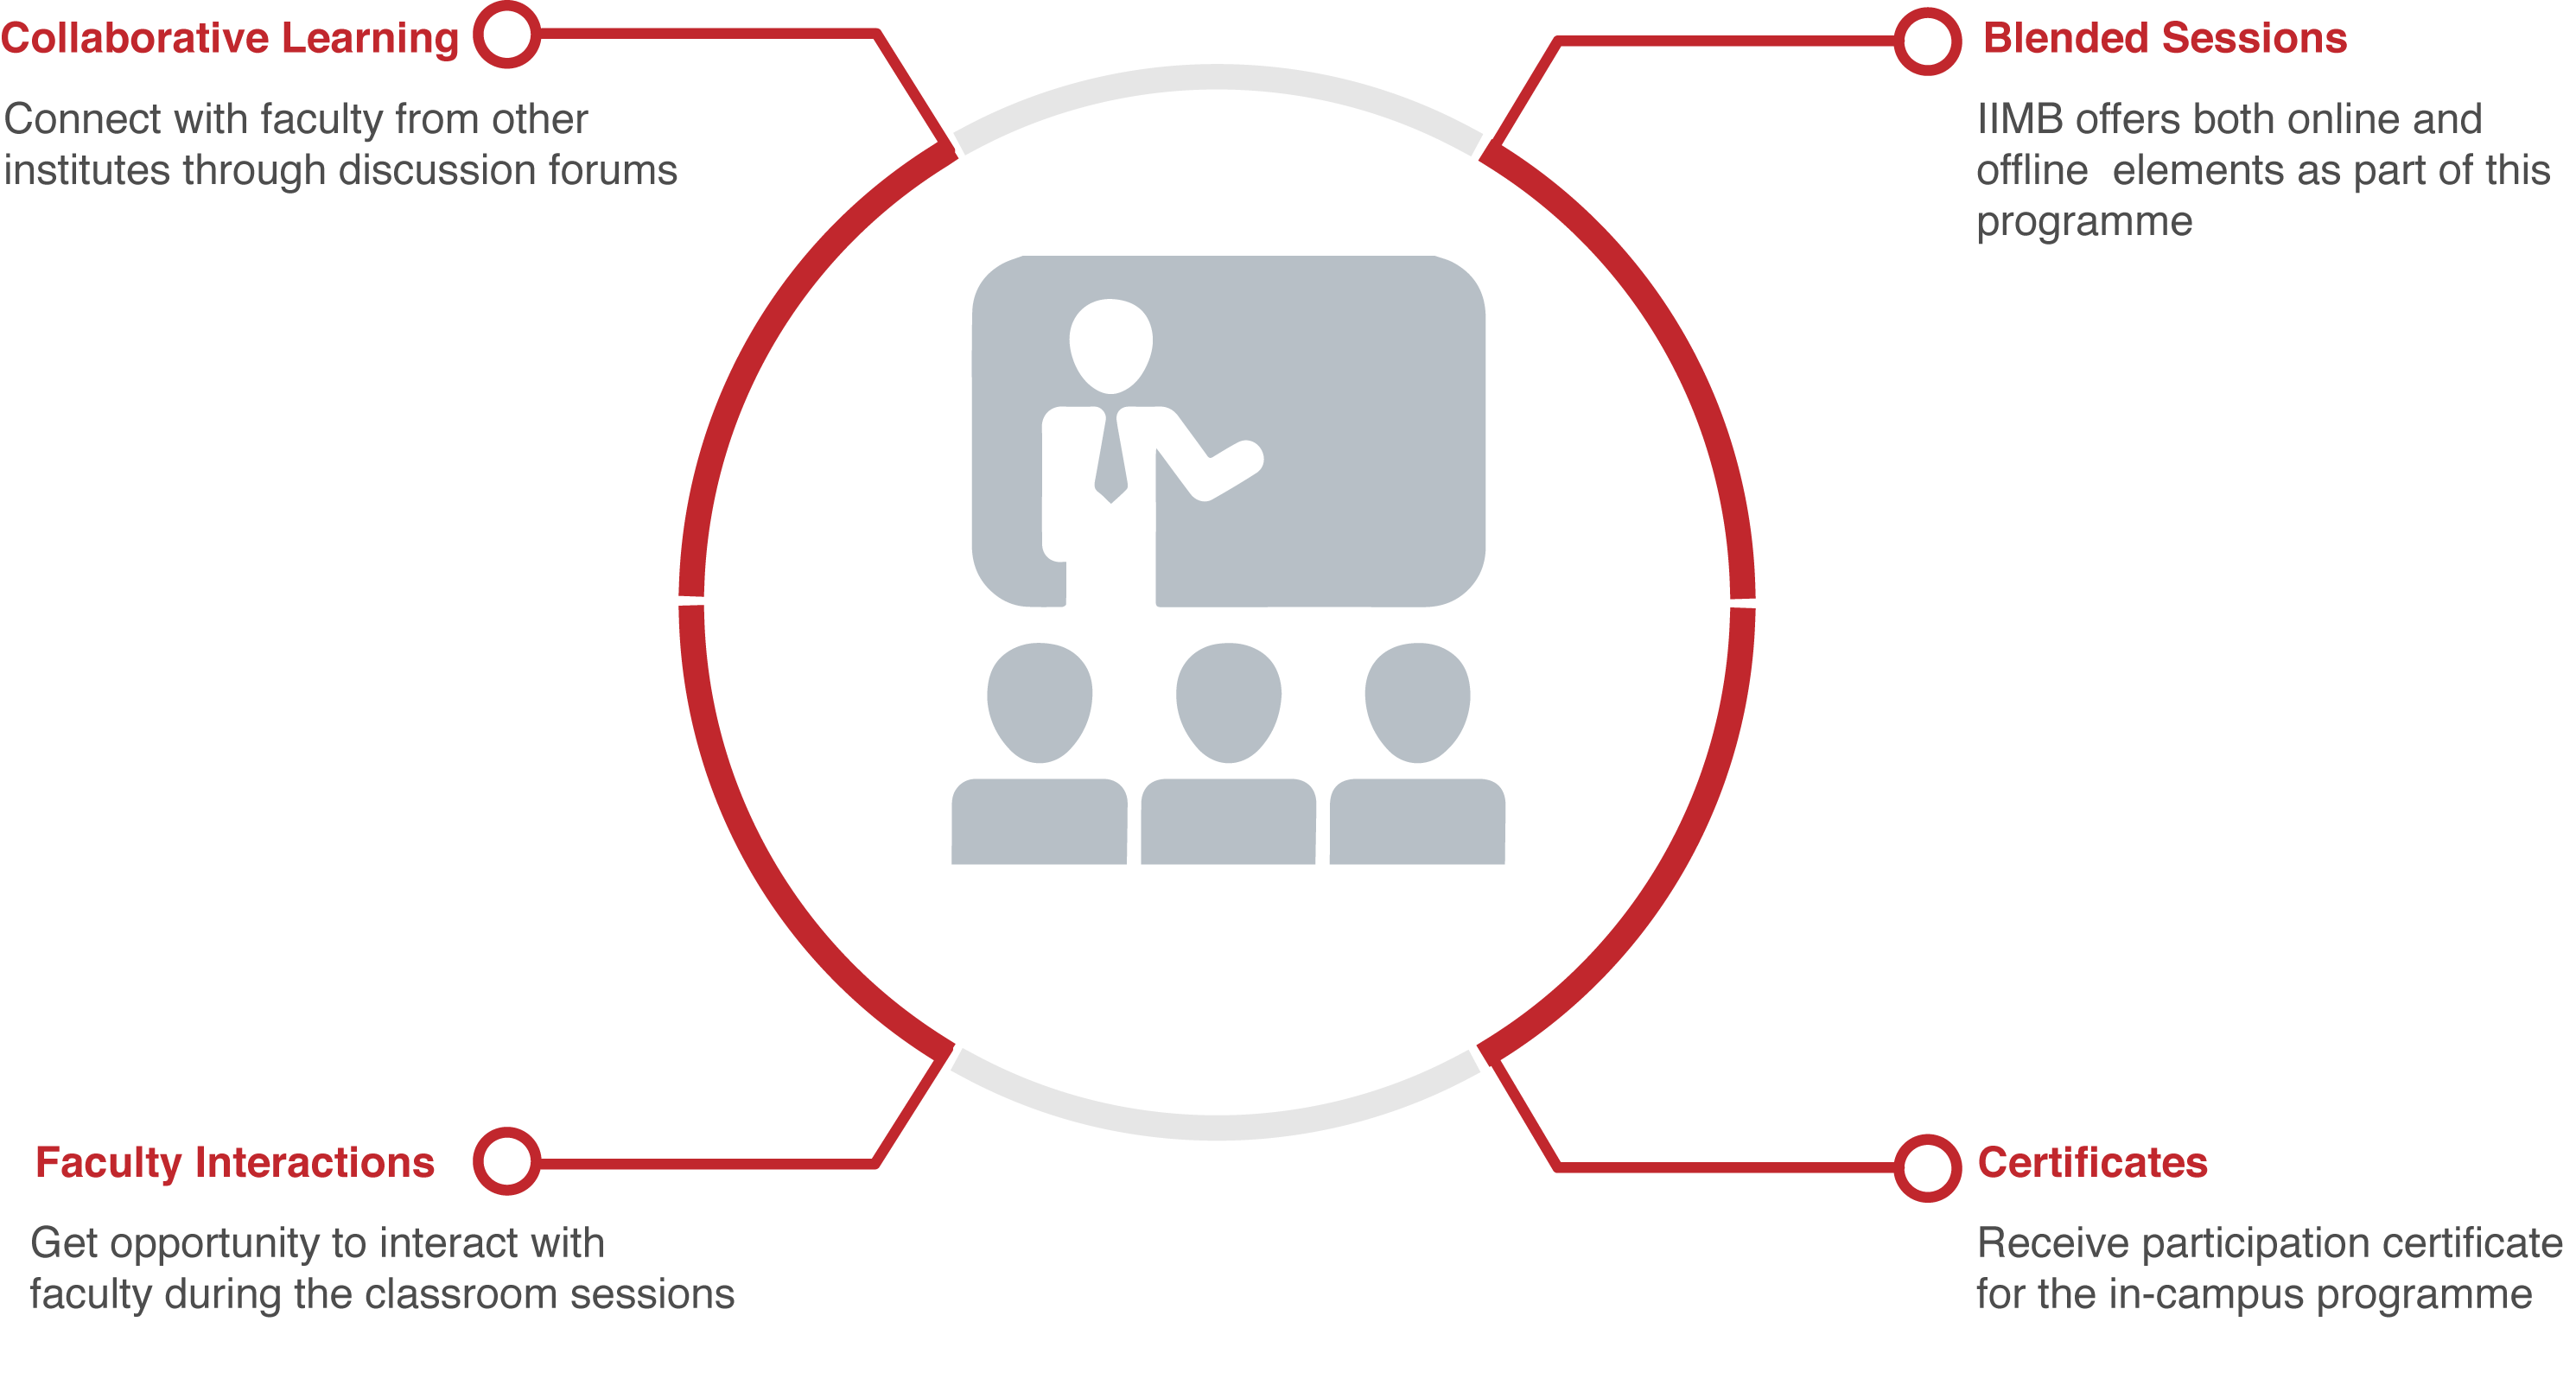 Collaborative Learning
Connect with faculty from other
institutes through discussion forums
Blended Sessions
IIMB offers both online and
offline  elements as part of this
programme
Faculty Interactions
Get opportunity to interact with
faculty during the classroom sessions
Certificates
Receive participation certificate
for the in-campus programme